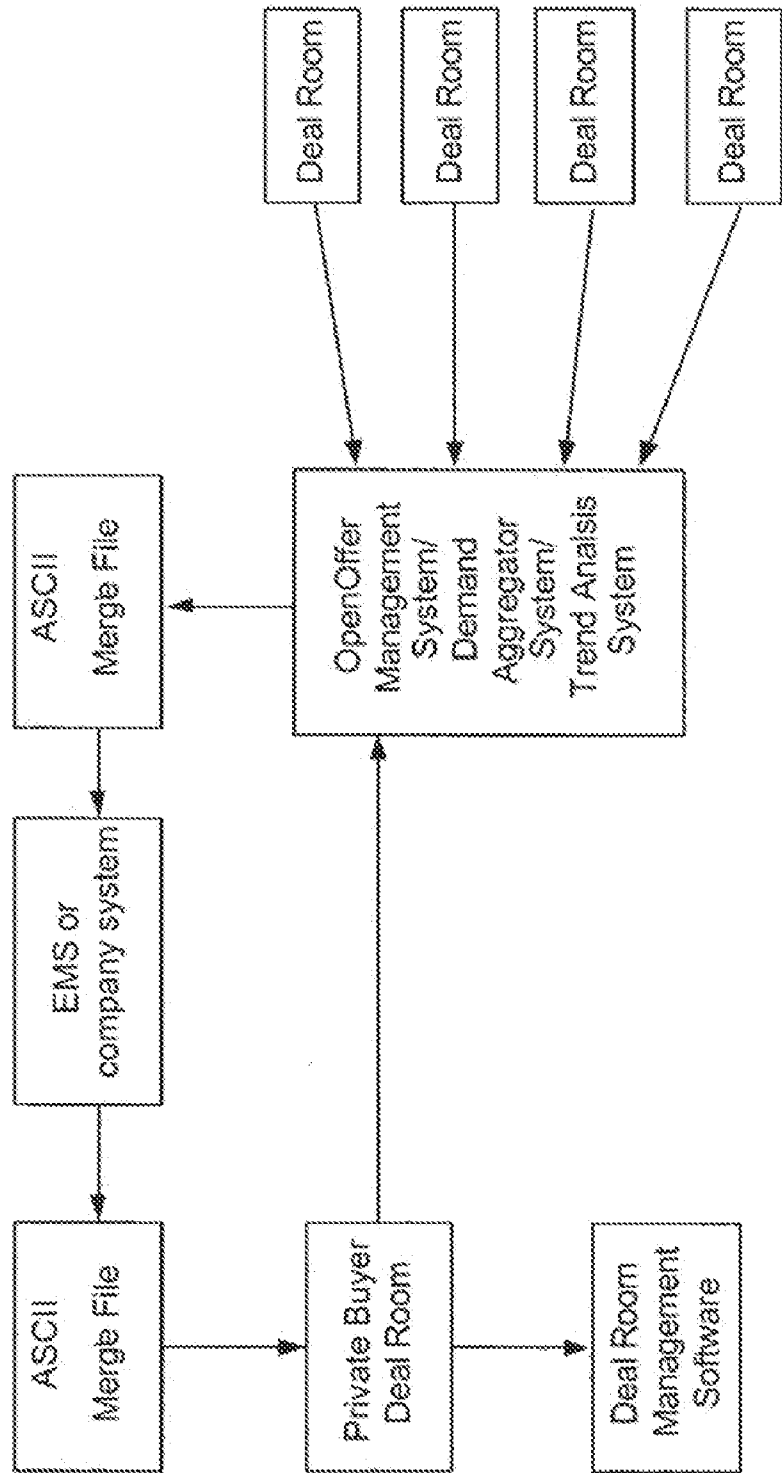 ASCII
Merge File
EMS or
company system
ASCII
Merge File
Private Buyer
Deal Room
OpenOffer
Management
System/
Demand
Aggregator
System/
Trend Analsis
System
Deal Room
Deal Room
Deal Room
Deal Room
Deal Room
Management
Software